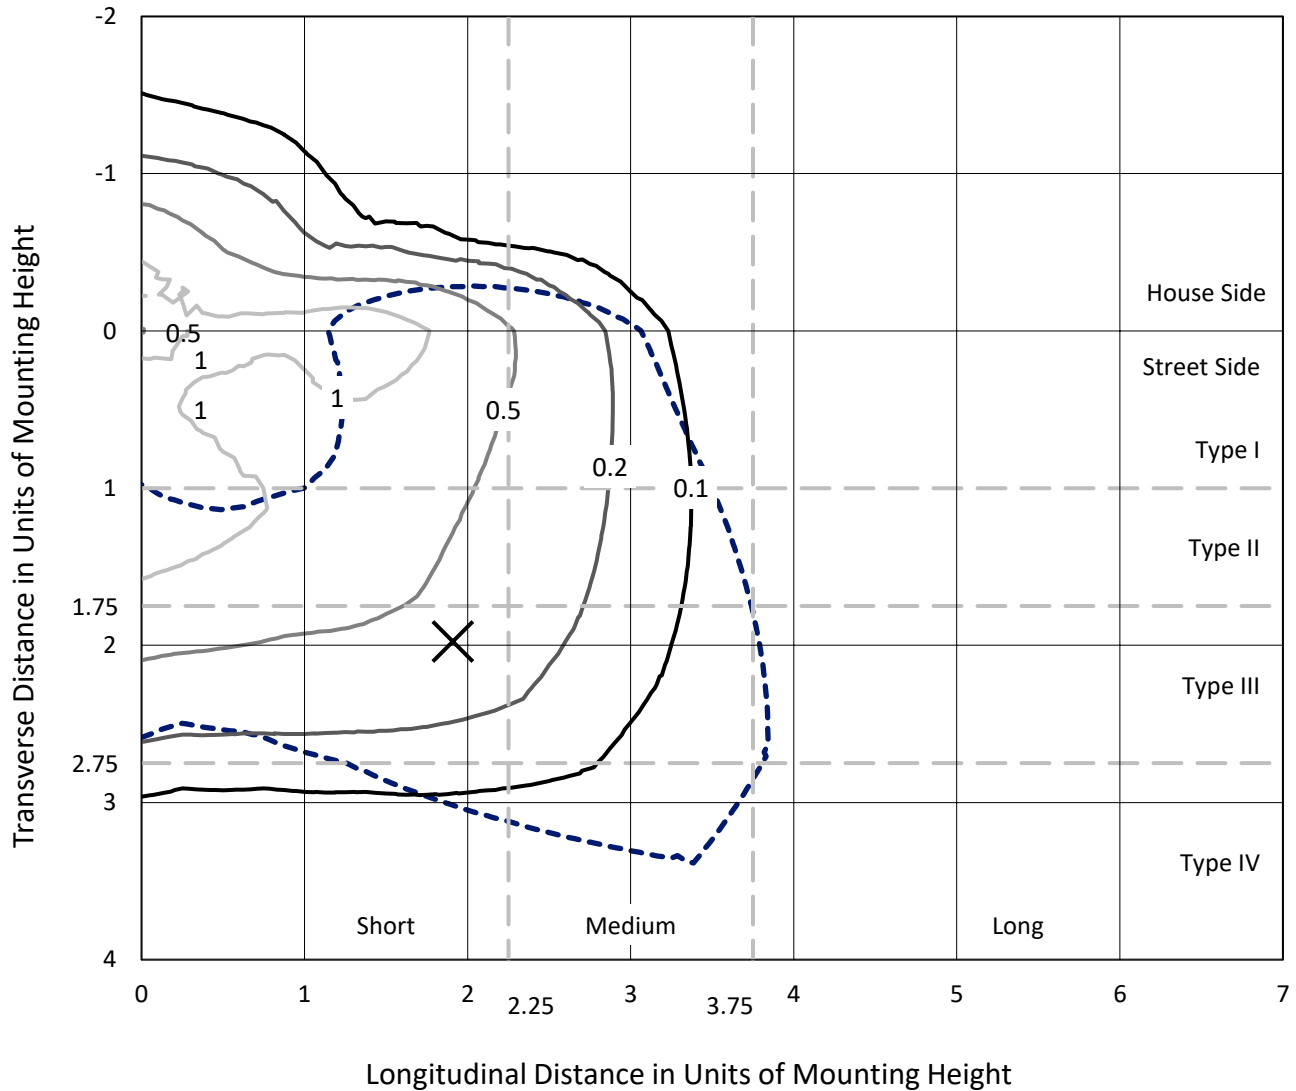 -2
-1
House Side
0
0.5
Street Side
1
1
1
0.5
Type I
0.2
1
0.1
Type II
1.75
2
Type III
2.75
3
Type IV
Short
Medium
Long
4
0
1
2
2.25
3
3.75
4
5
6
7
Transverse Distance in Units of Mounting Height
Longitudinal Distance in Units of Mounting Height